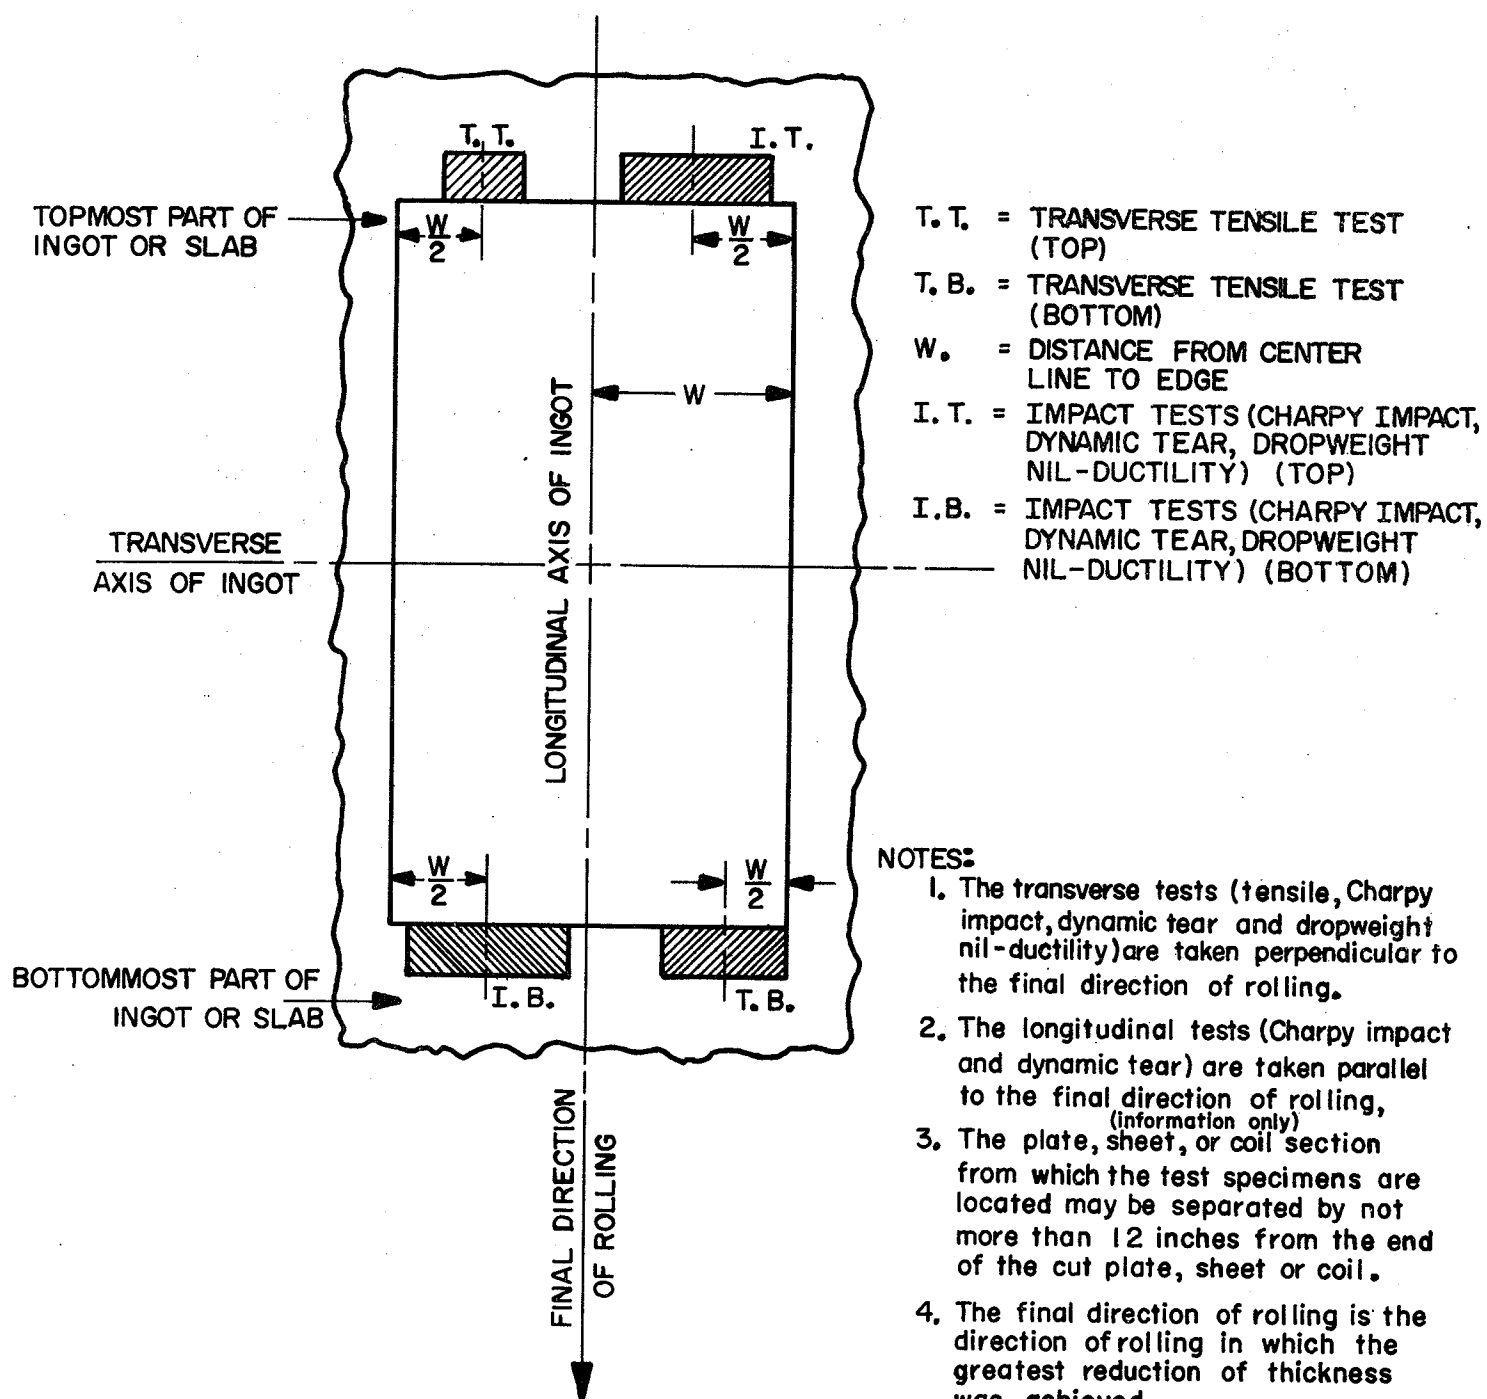 T. T.
I. T.
TOPMOST PART OF
INGOT OR SLAB
W
2
W
2
T. T. = TRANSVERSE TENSILE TEST
(TOP)
T. B. = TRANSVERSE TENSILE TEST
(BOTTOM)
W. = DISTANCE FROM CENTER
LINE TO EDGE
I. T. = IMPACT TESTS (CHARPY IMPACT,
DYNAMIC TEAR, DROPWEIGHT
NIL-DUCTILITY) (TOP)
I.B. = IMPACT TESTS (CHARPY IMPACT,
DYNAMIC TEAR, DROPWEIGHT
NIL-DUCTILITY) (BOTTOM)
W
LONGITUDINAL AXIS OF INGOT
TRANSVERSE
AXIS OF INGOT
W
2
W
2
I. B.
T. B.
BOTTOMMOST PART OF
INGOT OR SLAB
FINAL DIRECTION
OF ROLLING
NOTES:
1. The transverse tests (tensile, Charpy
impact, dynamic tear and dropweight
nil-ductility) are taken perpendicular to
the final direction of rolling.
2. The longitudinal tests (Charpy impact
and dynamic tear) are taken parallel
to the final direction of rolling,
(information only)
3. The plate, sheet, or coil section
from which the test specimens are
located may be separated by not
more than 12 inches from the end
of the cut plate, sheet or coil.
4. The final direction of rolling is the
direction of rolling in which the
greatest reduction of thickness
was achieved